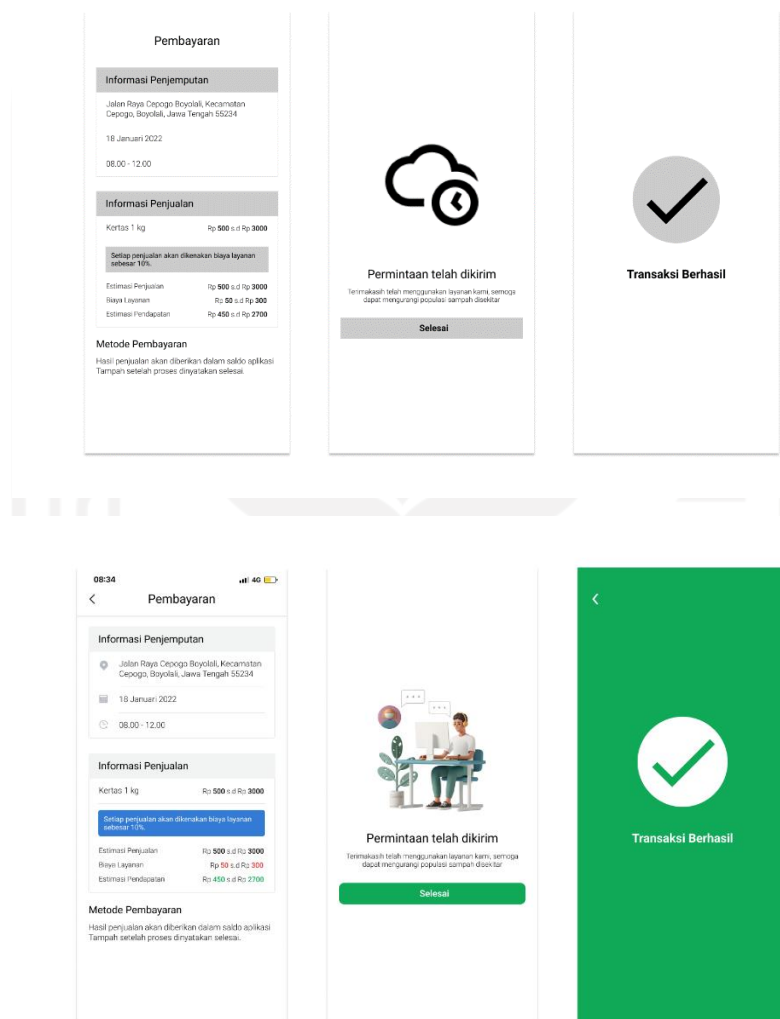 Pembayaran
Informasi Penjemputan
Jalan Raya Cepogo Boyolali, Kecamatan
Cepogo, Boyolali, Jawa Tengah 55234
18 Januari 2022
08.00 - 12.00
Informasi Penjualan
Kertas 1 kg Rp 500 s.d Rp 3000
Setiap penjualan akan dikenakan biaya layanan
sebesar 10%.
Estimasi Penjualan Rp 500 s.d Rp 3000
Biaya Layanan Rp 50 s.d Rp 300
Estimasi Pendapatan Rp 450 s.d Rp 2700
Metode Pembayaran
Hasil penjualan akan diberikan dalam saldo aplikasi
Tampah setelah proses dinyatakan selesai.
Permintaan telah dikirim
Terimakasih telah menggunakan layanan kami, semoga
dapat mengurangi populasi sampah disekitar
Selesai
Transaksi Berhasil
08:34 4G
Pembayaran
Informasi Penjemputan
Jalan Raya Cepogo Boyolali, Kecamatan
Cepogo, Boyolali, Jawa Tengah 55234
18 Januari 2022
08.00 - 12.00
Informasi Penjualan
Kertas 1 kg Rp 500 s.d Rp 3000
Setiap penjualan akan dikenakan biaya layanan
sebesar 10%.
Estimasi Penjualan Rp 500 s.d Rp 3000
Biaya Layanan Rp 50 s.d Rp 300
Estimasi Pendapatan Rp 450 s.d Rp 2700
Metode Pembayaran
Hasil penjualan akan diberikan dalam saldo aplikasi
Tampah setelah proses dinyatakan selesai.
Permintaan telah dikirim
Terimakasih telah menggunakan layanan kami, semoga
dapat mengurangi populasi sampah disekitar
Selesai
Transaksi Berhasil